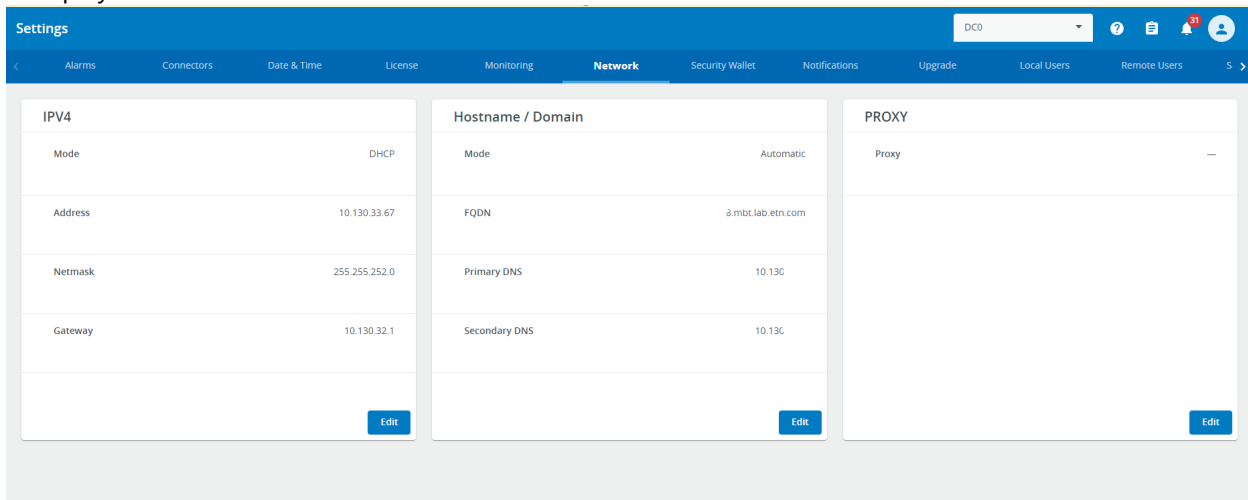 Settings
DC0
31
Alarms Connectors Date & Time License Monitoring Network Security Wallet Notifications Upgrade Local Users Remote Users S
IPV4 Hostname / Domain PROXY
Mode DHCP Mode Automatic Proxy —
Address 10.130.33.67 FQDN .mbt.lab.etn.com
Netmask 255.255.252.0 Primary DNS 10.130
Gateway 10.130.32.1 Secondary DNS 10.130
Edit Edit Edit